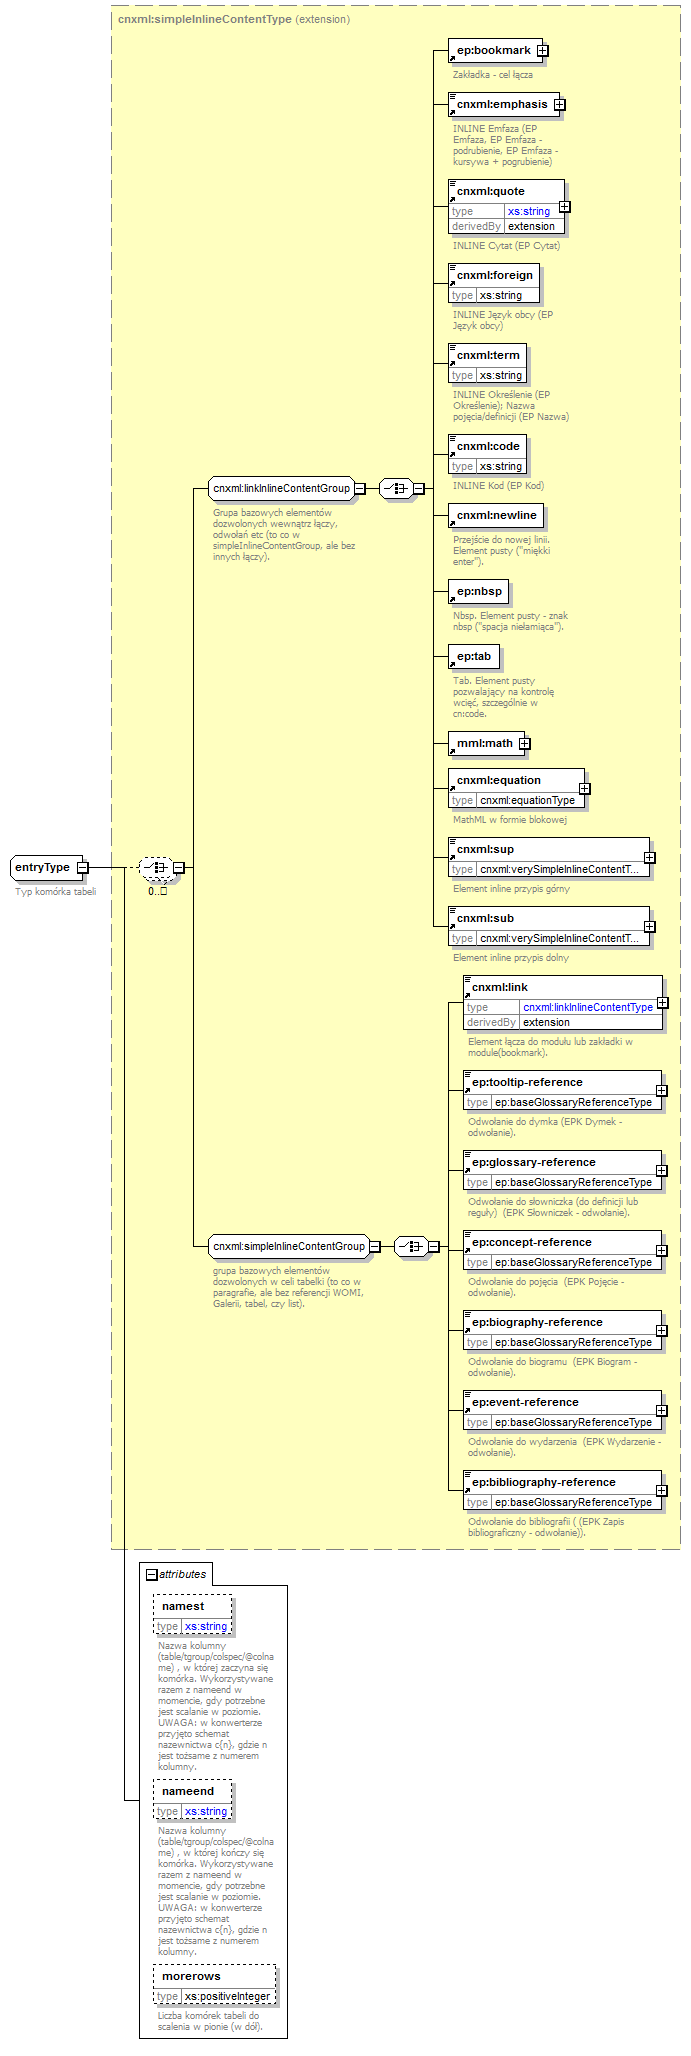 cnxml:simpleInlineContentType (extension)
ep:bookmark
Zakładka - cel łącza
cnxml:emphasis
INLINE Emfaza (EP
Emfaza, EP Emfaza -
podrubienie, EP Emfaza -
kursywa + pogrubienie)
cnxml:quote
type xs:string
derivedBy extension
INLINE Cytat (EP Cytat)
cnxml:foreign
type xs:string
INLINE Język obcy (EP
Język obcy)
cnxml:term
type xs:string
INLINE Określenie (EP
Określenie); Nazwa
pojęcia/definicji (EP Nazwa)
cnxml:code
type xs:string
INLINE Kod (EP Kod)
cnxml:linkInlineContentGroup
Grupa bazowych elementów
dozwolonych wewnątrz łączy,
odwołań etc (to co w
simpleInlineContentGroup, ale bez
innych łączy).
cnxml:newline
Przejście do nowej linii.
Element pusty ("miękki
enter").
ep:nbsp
Nbsp. Element pusty - znak
nbsp ("spacja niełamiąca").
ep:tab
Tab. Element pusty
pozwalający na kontrolę
wcięć, szczególnie w
cn:code.
mml:math
cnxml:equation
type cnxml:equationType
MathML w formie blokowej
cnxml:sup
type cnxml:verySimpleInlineContentT...
Element inline przypis górny
entryType
Typ komórka tabeli
0..
cnxml:sub
type cnxml:verySimpleInlineContentT...
Element inline przypis dolny
cnxml:link
type cnxml:linkInlineContentType
derivedBy extension
Element łącza do modułu lub zakładki w
module(bookmark).
ep:tooltip-reference
type ep:baseGlossaryReferenceType
Odwołanie do dymka (EPK Dymek -
odwołanie).
ep:glossary-reference
type ep:baseGlossaryReferenceType
Odwołanie do słowniczka (do definicji lub
reguły) (EPK Słowniczek - odwołanie).
cnxml:simpleInlineContentGroup
grupa bazowych elementów
dozwolonych w celi tabelki (to co w
paragrafie, ale bez referencji WOMI,
Galerii, tabel, czy list).
ep:concept-reference
type ep:baseGlossaryReferenceType
Odwołanie do pojęcia (EPK Pojęcie -
odwołanie).
ep:biography-reference
type ep:baseGlossaryReferenceType
Odwołanie do biogramu (EPK Biogram -
odwołanie).
ep:event-reference
type ep:baseGlossaryReferenceType
Odwołanie do wydarzenia (EPK Wydarzenie -
odwołanie).
ep:bibliography-reference
type ep:baseGlossaryReferenceType
Odwołanie do bibliografii ( (EPK Zapis
bibliograficzny - odwołanie)).
attributes
namest
type xs:string
Nazwa kolumny
(table/tgroup/colspec/@colna
me) , w której zaczyna się
komórka. Wykorzystywane
razem z nameend w
momencie, gdy potrzebne
jest scalanie w poziomie.
UWAGA: w konwerterze
przyjęto schemat
nazewnictwa c{n}, gdzie n
jest tożsame z numerem
kolumny.
nameend
type xs:string
Nazwa kolumny
(table/tgroup/colspec/@colna
me) , w której kończy się
komórka. Wykorzystywane
razem z nameend w
momencie, gdy potrzebne
jest scalanie w poziomie.
UWAGA: w konwerterze
przyjęto schemat
nazewnictwa c{n}, gdzie n
jest tożsame z numerem
kolumny.
morerows
type xs:positiveInteger
Liczba komórek tabeli do
scalenia w pionie (w dół).